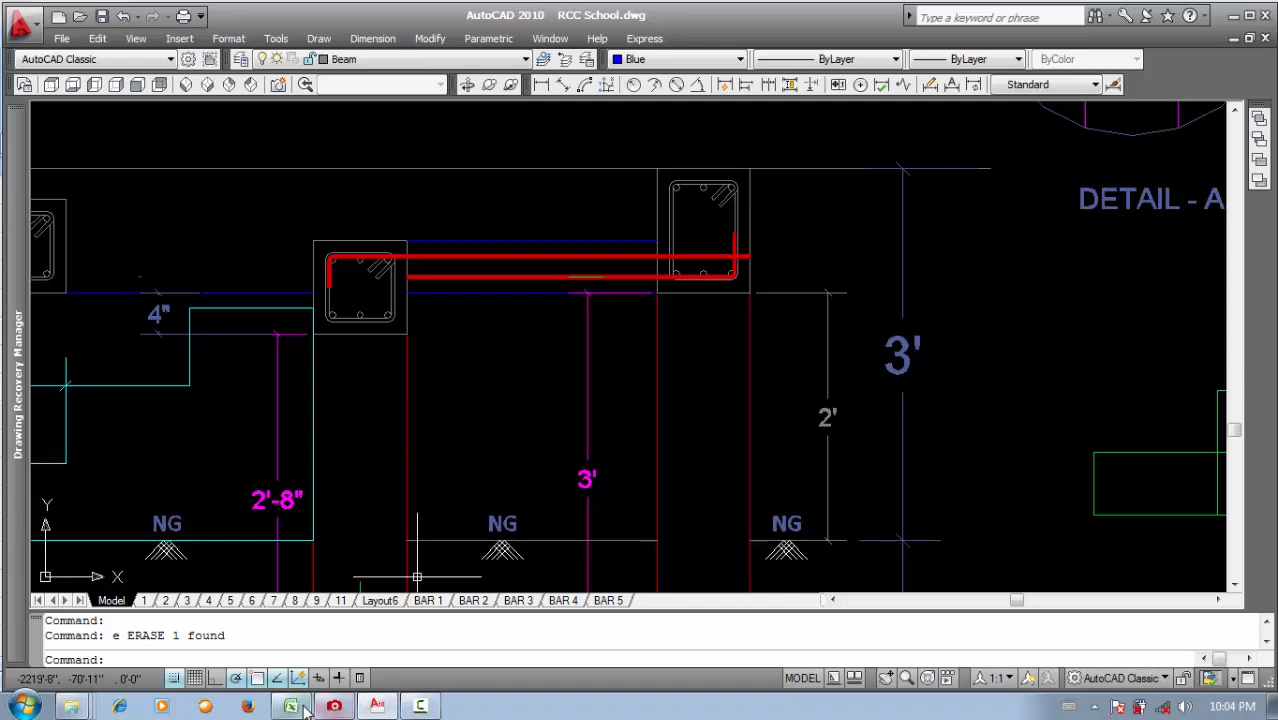 AutoCAD 2010 RCC School.dwg
Type a keyword or phrase
File Edit View Insert Format Tools Draw Dimension Modify Parametric Window Help Express
AutoCAD Classic
Beam
Blue
ByLayer
ByLayer
ByColor
Standard
DETAIL - A
4"
3'
2'
3'
2'-8"
NG
NG
NG
Y
X
Drawing Recovery Manager
Model 1 2 3 4 5 6 7 8 9 11 Layout6 BAR 1 BAR 2 BAR 3 BAR 4 BAR 5
Command:
Command: e ERASE 1 found
Command:
-2219'-8", -70'-11" , 0'-0"
MODEL
1:1
AutoCAD Classic
10:04 PM